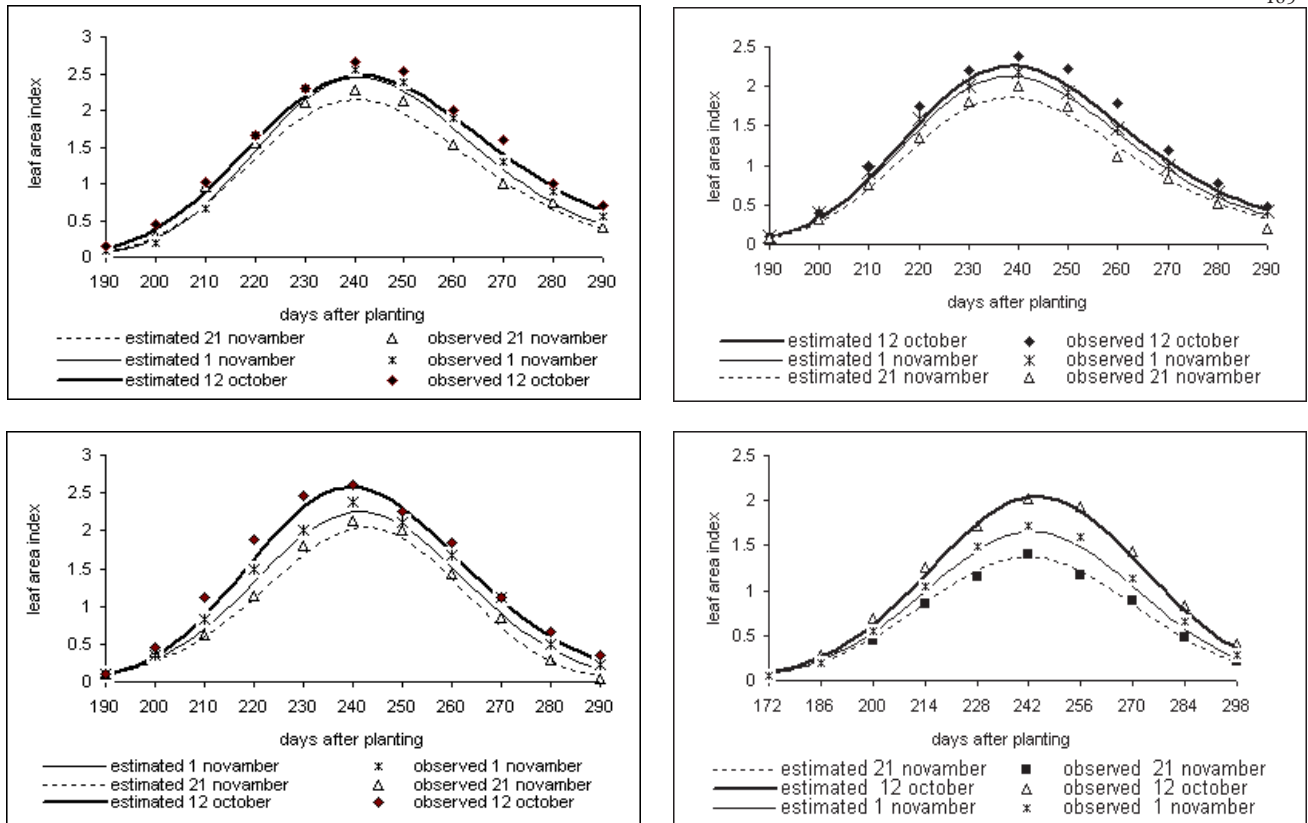 189
3
2.5
2
1.5
1
0.5
0
leaf area index
190 200 210 220 230 240 250 260 270 280 290
days after planting
estimated 21 novamber observed 21 november
estimated 1 novamber observed 1 november
estimated 12 october observed 12 october
2.5
2
1.5
1
0.5
0
leaf area index
190 200 210 220 230 240 250 260 270 280 290
days after planting
estimated 12 october observed 12 october
estimated 1 novamber observed 1 novamber
estimated 21 novamber observed 21 novamber
3
2.5
2
1.5
1
0.5
0
leaf area index
190 200 210 220 230 240 250 260 270 280 290
days after planting
estimated 1 novamber observed 1 novamber
estimated 21 novamber observed 21 novamber
estimated 12 october observed 12 october
2.5
2
1.5
1
0.5
0
leaf area index
172 186 200 214 228 242 256 270 284 298
days after planting
estimated 21 novamber observed 21 novamber
estimated 12 october observed 12 october
estimated 1 novamber observed 1 novamber